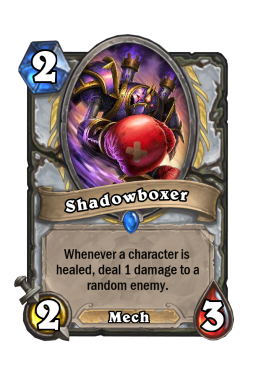 2
Shadowboxer
Whenever a character is
healed, deal 1 damage to a
random enemy.
2 Mech 3